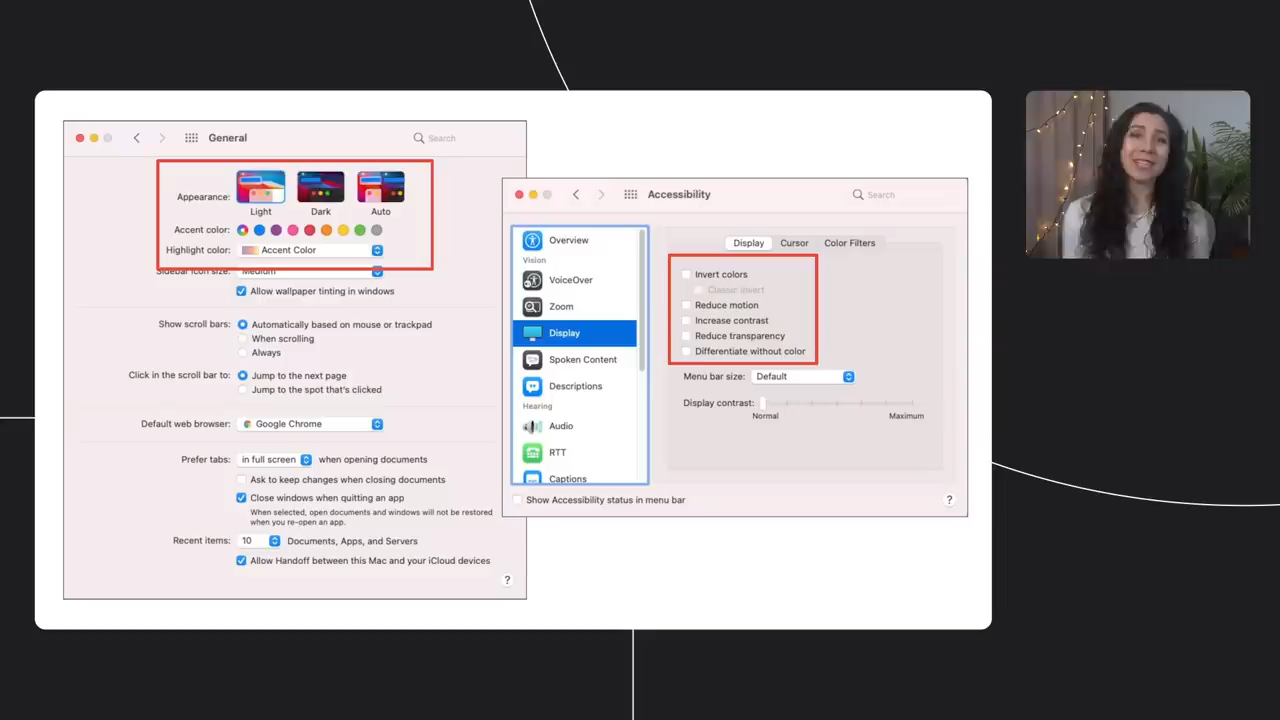 General
Search
Appearance:
Light Dark Auto
Accent color:
Highlight color: Accent Color
Sidebar icon size: Medium
Allow wallpaper tinting in windows
Show scroll bars: Automatically based on mouse or trackpad
When scrolling
Always
Click in the scroll bar to: Jump to the next page
Jump to the spot that's clicked
Default web browser: Google Chrome
Prefer tabs: in full screen when opening documents
Ask to keep changes when closing documents
Close windows when quitting an app
When selected, open documents and windows will not be restored
when you re-open an app.
Recent items: 10 Documents, Apps, and Servers
Allow Handoff between this Mac and your iCloud devices
?
Accessibility
Search
Overview
Vision
VoiceOver
Zoom
Display
Spoken Content
Descriptions
Hearing
Audio
RTT
Captions
Display Cursor Color Filters
Invert colors
Classic invert
Reduce motion
Increase contrast
Reduce transparency
Differentiate without color
Menu bar size: Default
Display contrast:
Normal Maximum
Show Accessibility status in menu bar
?